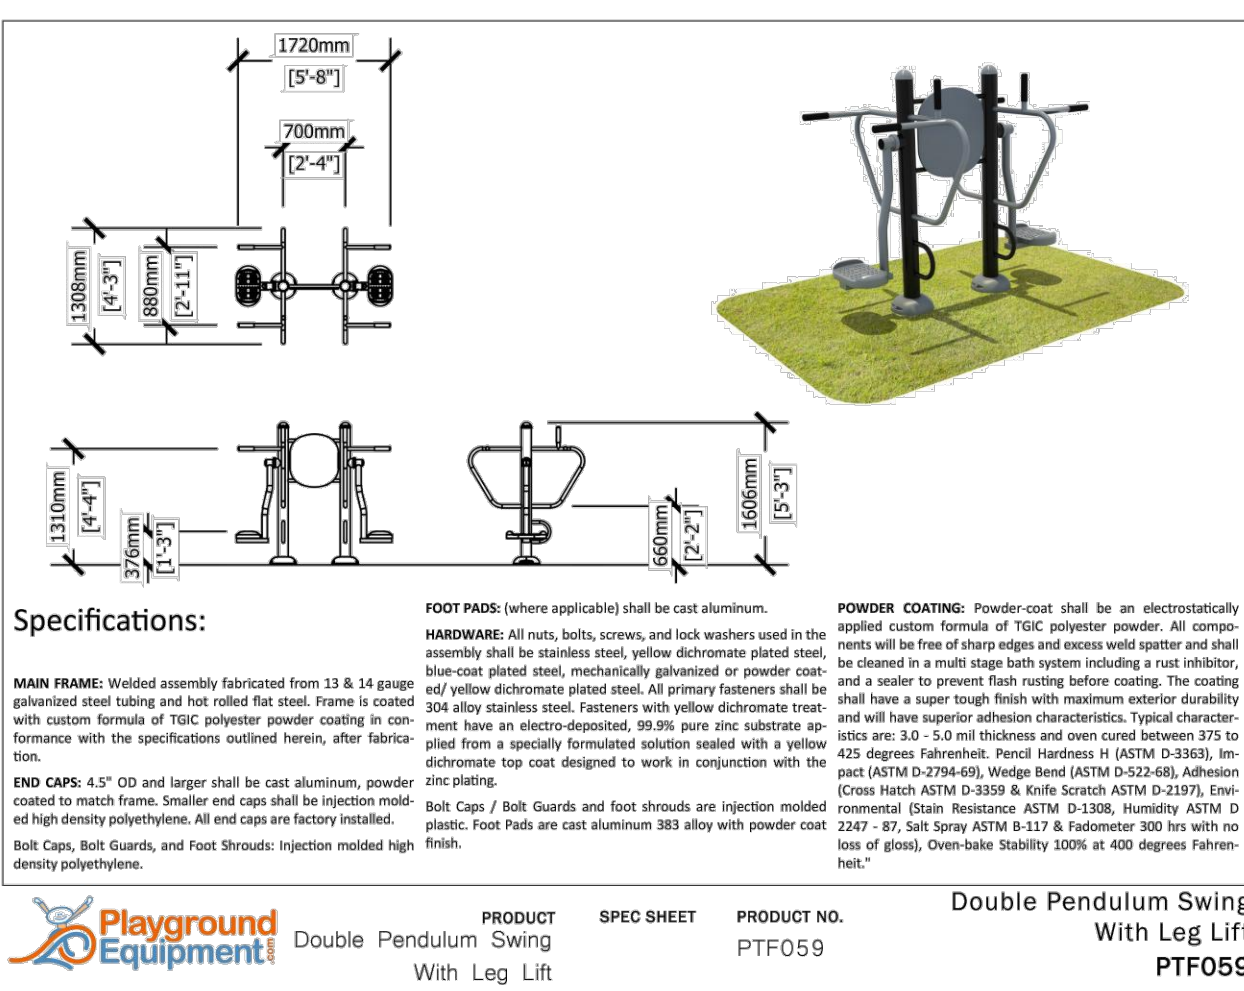 1720mm
[5'-8"]
700mm
[2'-4"]
1308mm
[4'-3"]
880mm
[2'-11"]
1310mm
[4'-4"]
376mm
[1'-3"]
660mm
[2'-2"]
1606mm
[5'-3"]
Specifications:
MAIN FRAME: Welded assembly fabricated from 13 & 14 gauge
galvanized steel tubing and hot rolled flat steel. Frame is coated
with custom formula of TGIC polyester powder coating in con-
formance with the specifications outlined herein, after fabrica-
tion.
END CAPS: 4.5" OD and larger shall be cast aluminum, powder
coated to match frame. Smaller end caps shall be injection mold-
ed high density polyethylene. All end caps are factory installed.
Bolt Caps, Bolt Guards, and Foot Shrouds: Injection molded high
density polyethylene.
FOOT PADS: (where applicable) shall be cast aluminum.
HARDWARE: All nuts, bolts, screws, and lock washers used in the
assembly shall be stainless steel, yellow dichromate plated steel,
blue-coat plated steel, mechanically galvanized or powder coat-
ed/ yellow dichromate plated steel. All primary fasteners shall be
304 alloy stainless steel. Fasteners with yellow dichromate treat-
ment have an electro-deposited, 99.9% pure zinc substrate ap-
plied from a specially formulated solution sealed with a yellow
dichromate top coat designed to work in conjunction with the
zinc plating.
Bolt Caps / Bolt Guards and foot shrouds are injection molded
plastic. Foot Pads are cast aluminum 383 alloy with powder coat
finish.
POWDER COATING: Powder-coat shall be an electrostatically
applied custom formula of TGIC polyester powder. All compo-
nents will be free of sharp edges and excess weld spatter and shall
be cleaned in a multi stage bath system including a rust inhibitor,
and a sealer to prevent flash rusting before coating. The coating
shall have a super tough finish with maximum exterior durability
and will have superior adhesion characteristics. Typical character-
istics are: 3.0 - 5.0 mil thickness and oven cured between 375 to
425 degrees Fahrenheit. Pencil Hardness H (ASTM D-3363), Im-
pact (ASTM D-2794-69), Wedge Bend (ASTM D-522-68), Adhesion
(Cross Hatch ASTM D-3359 & Knife Scratch ASTM D-2197), Envi-
ronmental (Stain Resistance ASTM D-1308, Humidity ASTM D
2247 - 87, Salt Spray ASTM B-117 & Fadometer 300 hrs with no
loss of gloss), Oven-bake Stability 100% at 400 degrees Fahren-
heit."
Playground
Equipment.com
PRODUCT
Double Pendulum Swing
With Leg Lift
SPEC SHEET
PRODUCT NO.
PTF059
Double Pendulum Swing
With Leg Lift
PTF059